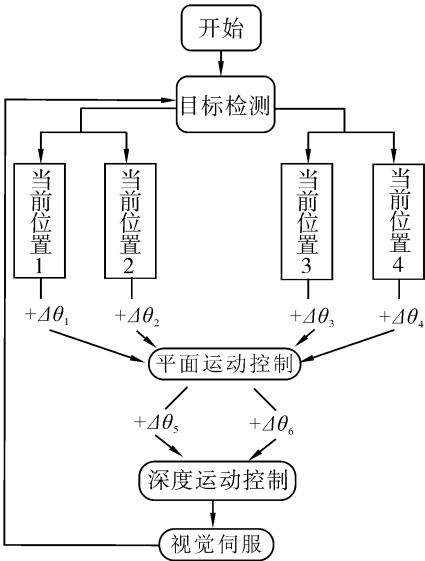 开始
目标检测
当前位置1
当前位置2
当前位置3
当前位置4
+Δθ₁
+Δθ₂
+Δθ₃
+Δθ₄
平面运动控制
+Δθ₅
+Δθ₆
深度运动控制
视觉伺服